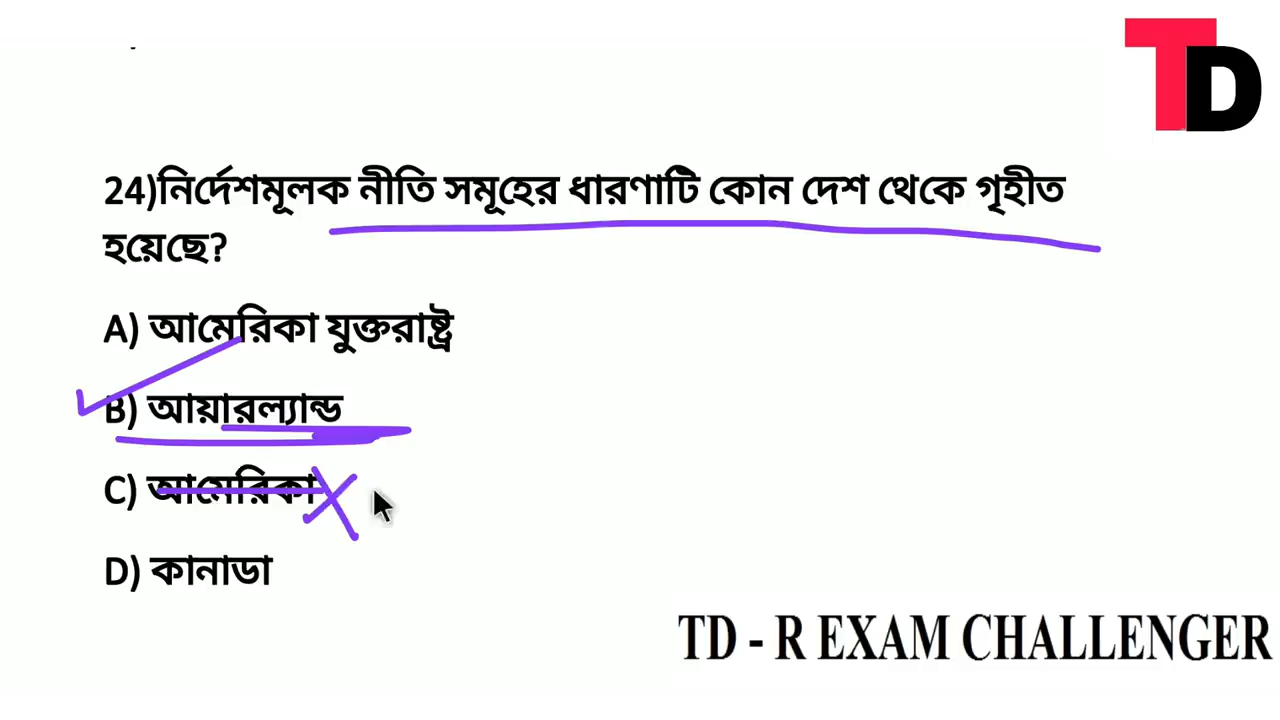 TD
24)নির্দেশমূলক নীতি সমূহের ধারণাটি কোন দেশ থেকে গৃহীত
হয়েছে?
A) আমেরিকা যুক্তরাষ্ট্র
B) আয়ারল্যান্ড
C) আমেরিকা
D) কানাডা
TD - R EXAM CHALLENGER